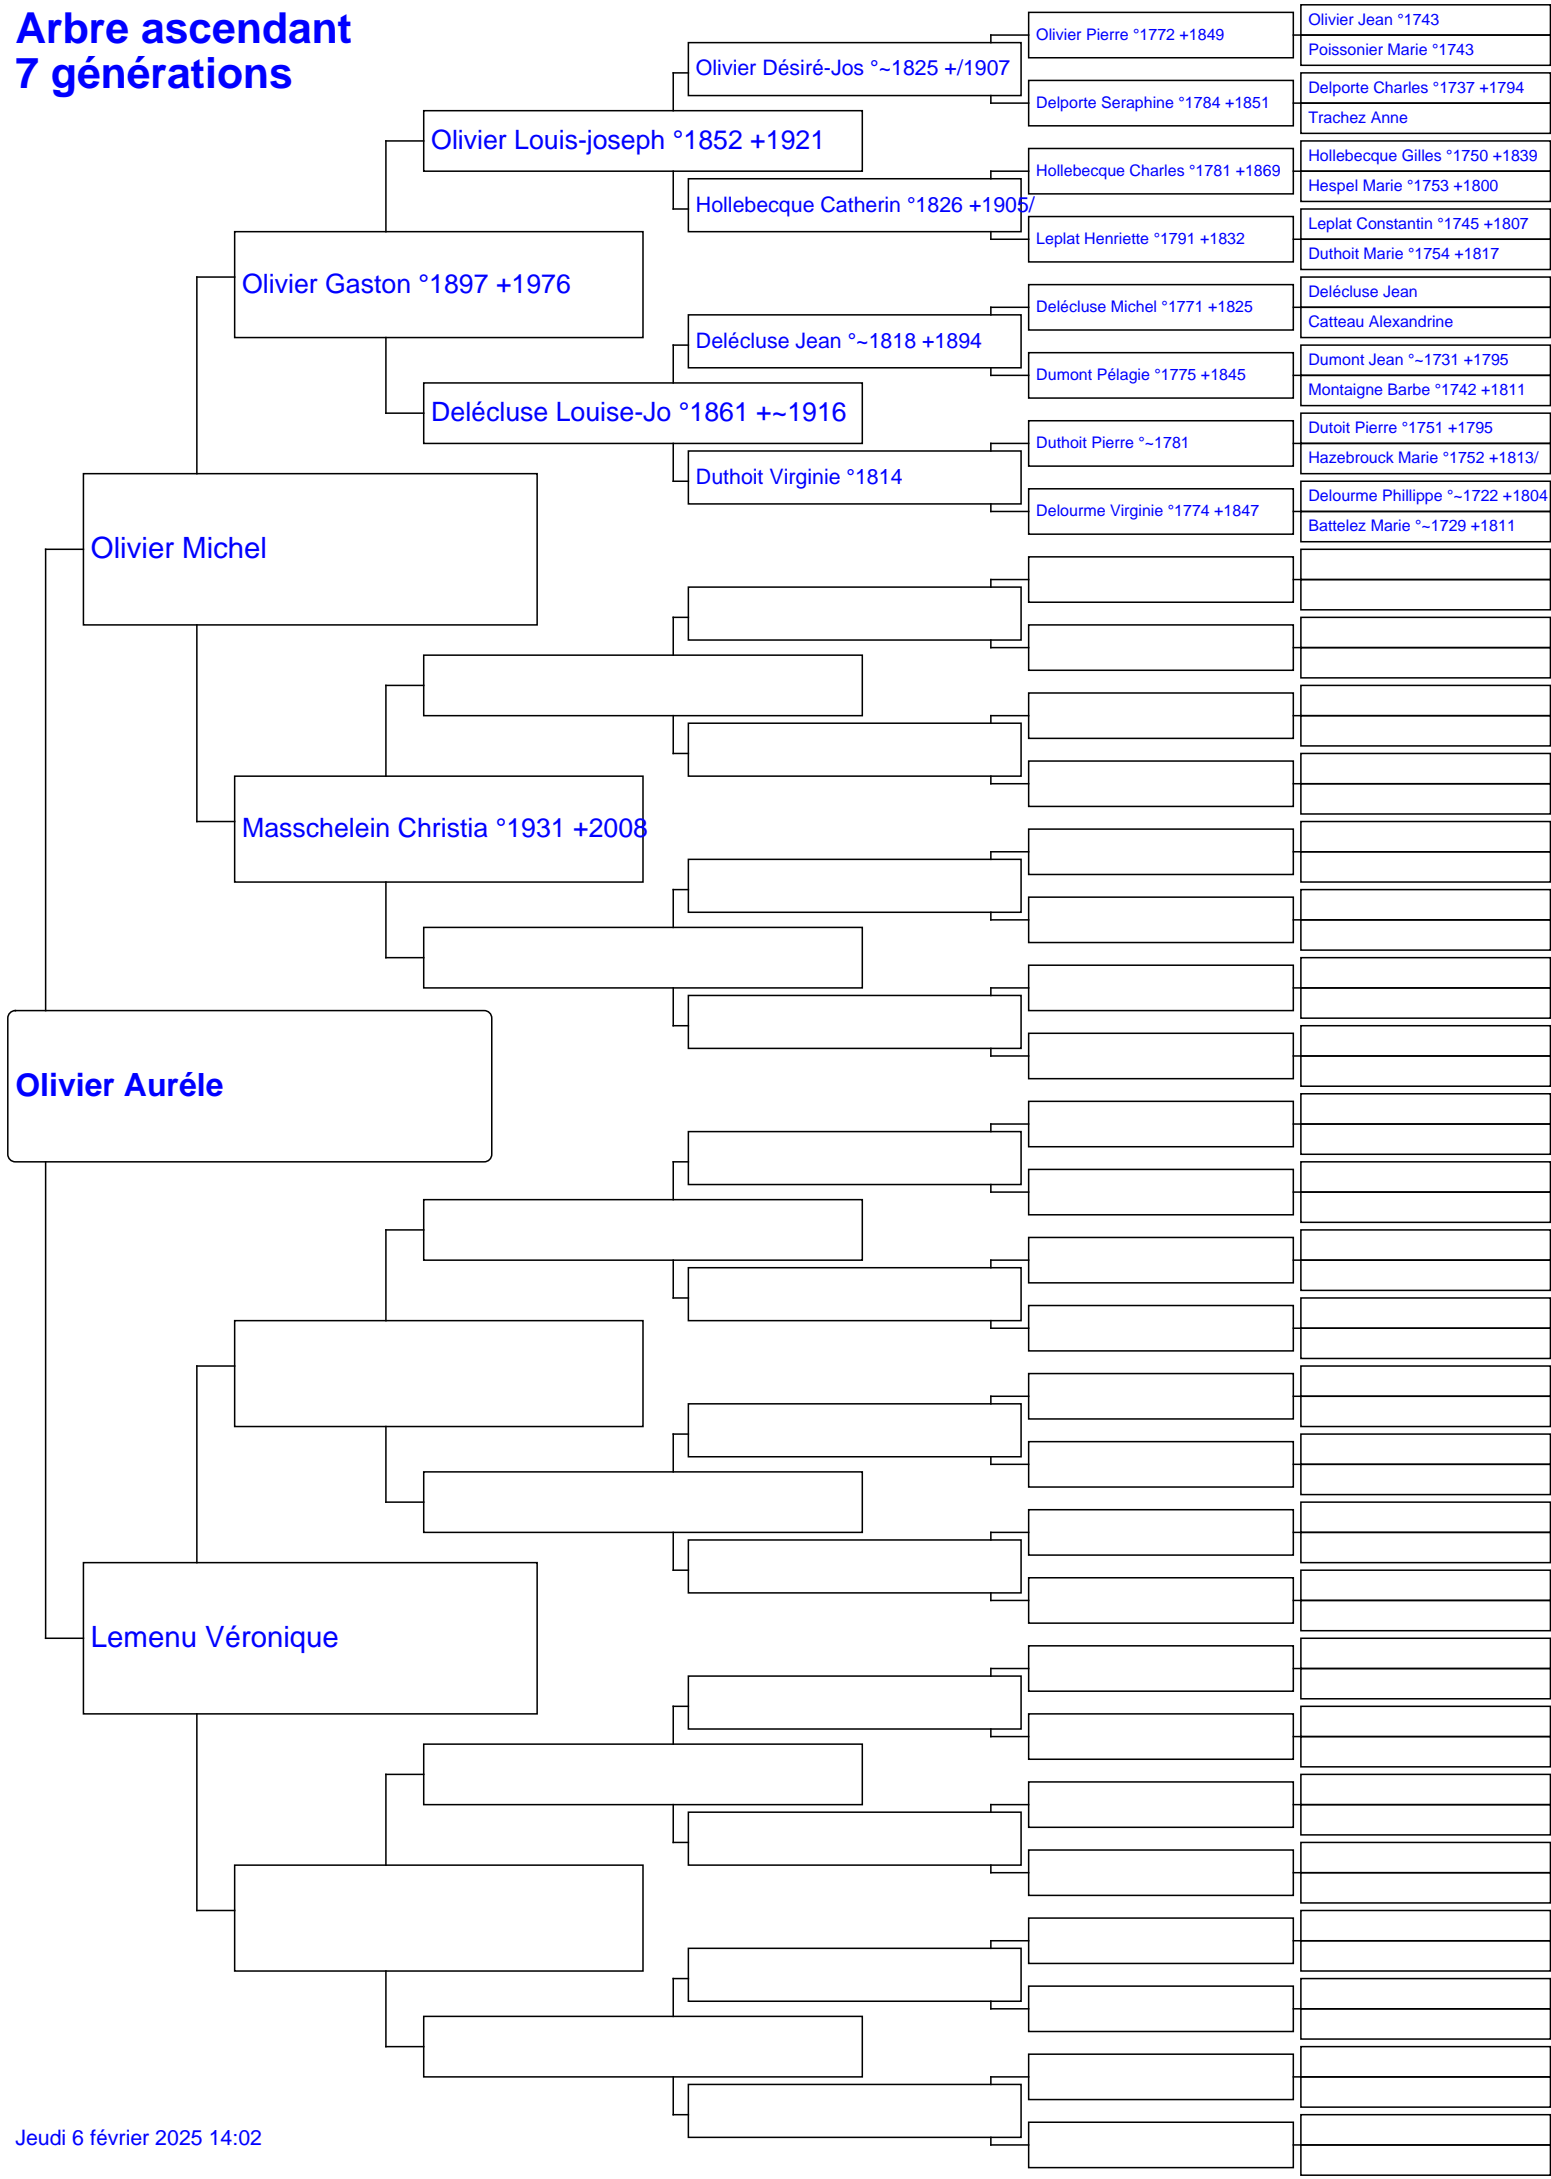 Arbre ascendant
7 générations
Olivier Jean °1743
Olivier Pierre °1772 +1849
Poissonier Marie °1743
Olivier Désiré-Jos °~1825 +/1907
Delporte Charles °1737 +1794
Delporte Seraphine °1784 +1851
Trachez Anne
Olivier Louis-joseph °1852 +1921
Hollebecque Gilles °1750 +1839
Hollebecque Charles °1781 +1869
Hespel Marie °1753 +1800
Hollebecque Catherin °1826 +1905/
Leplat Constantin °1745 +1807
Leplat Henriette °1791 +1832
Duthoit Marie °1754 +1817
Olivier Gaston °1897 +1976
Delécluse Jean
Delécluse Michel °1771 +1825
Catteau Alexandrine
Delécluse Jean °~1818 +1894
Dumont Jean °~1731 +1795
Dumont Pélagie °1775 +1845
Montaigne Barbe °1742 +1811
Delécluse Louise-Jo °1861 +~1916
Dutoit Pierre °1751 +1795
Duthoit Pierre °~1781
Hazebrouck Marie °1752 +1813/
Duthoit Virginie °1814
Delourme Phillippe °~1722 +1804
Delourme Virginie °1774 +1847
Battelez Marie °~1729 +1811
Olivier Michel
Masschelein Christia °1931 +2008
Olivier Auréle
Lemenu Véronique
Jeudi 6 février 2025 14:02